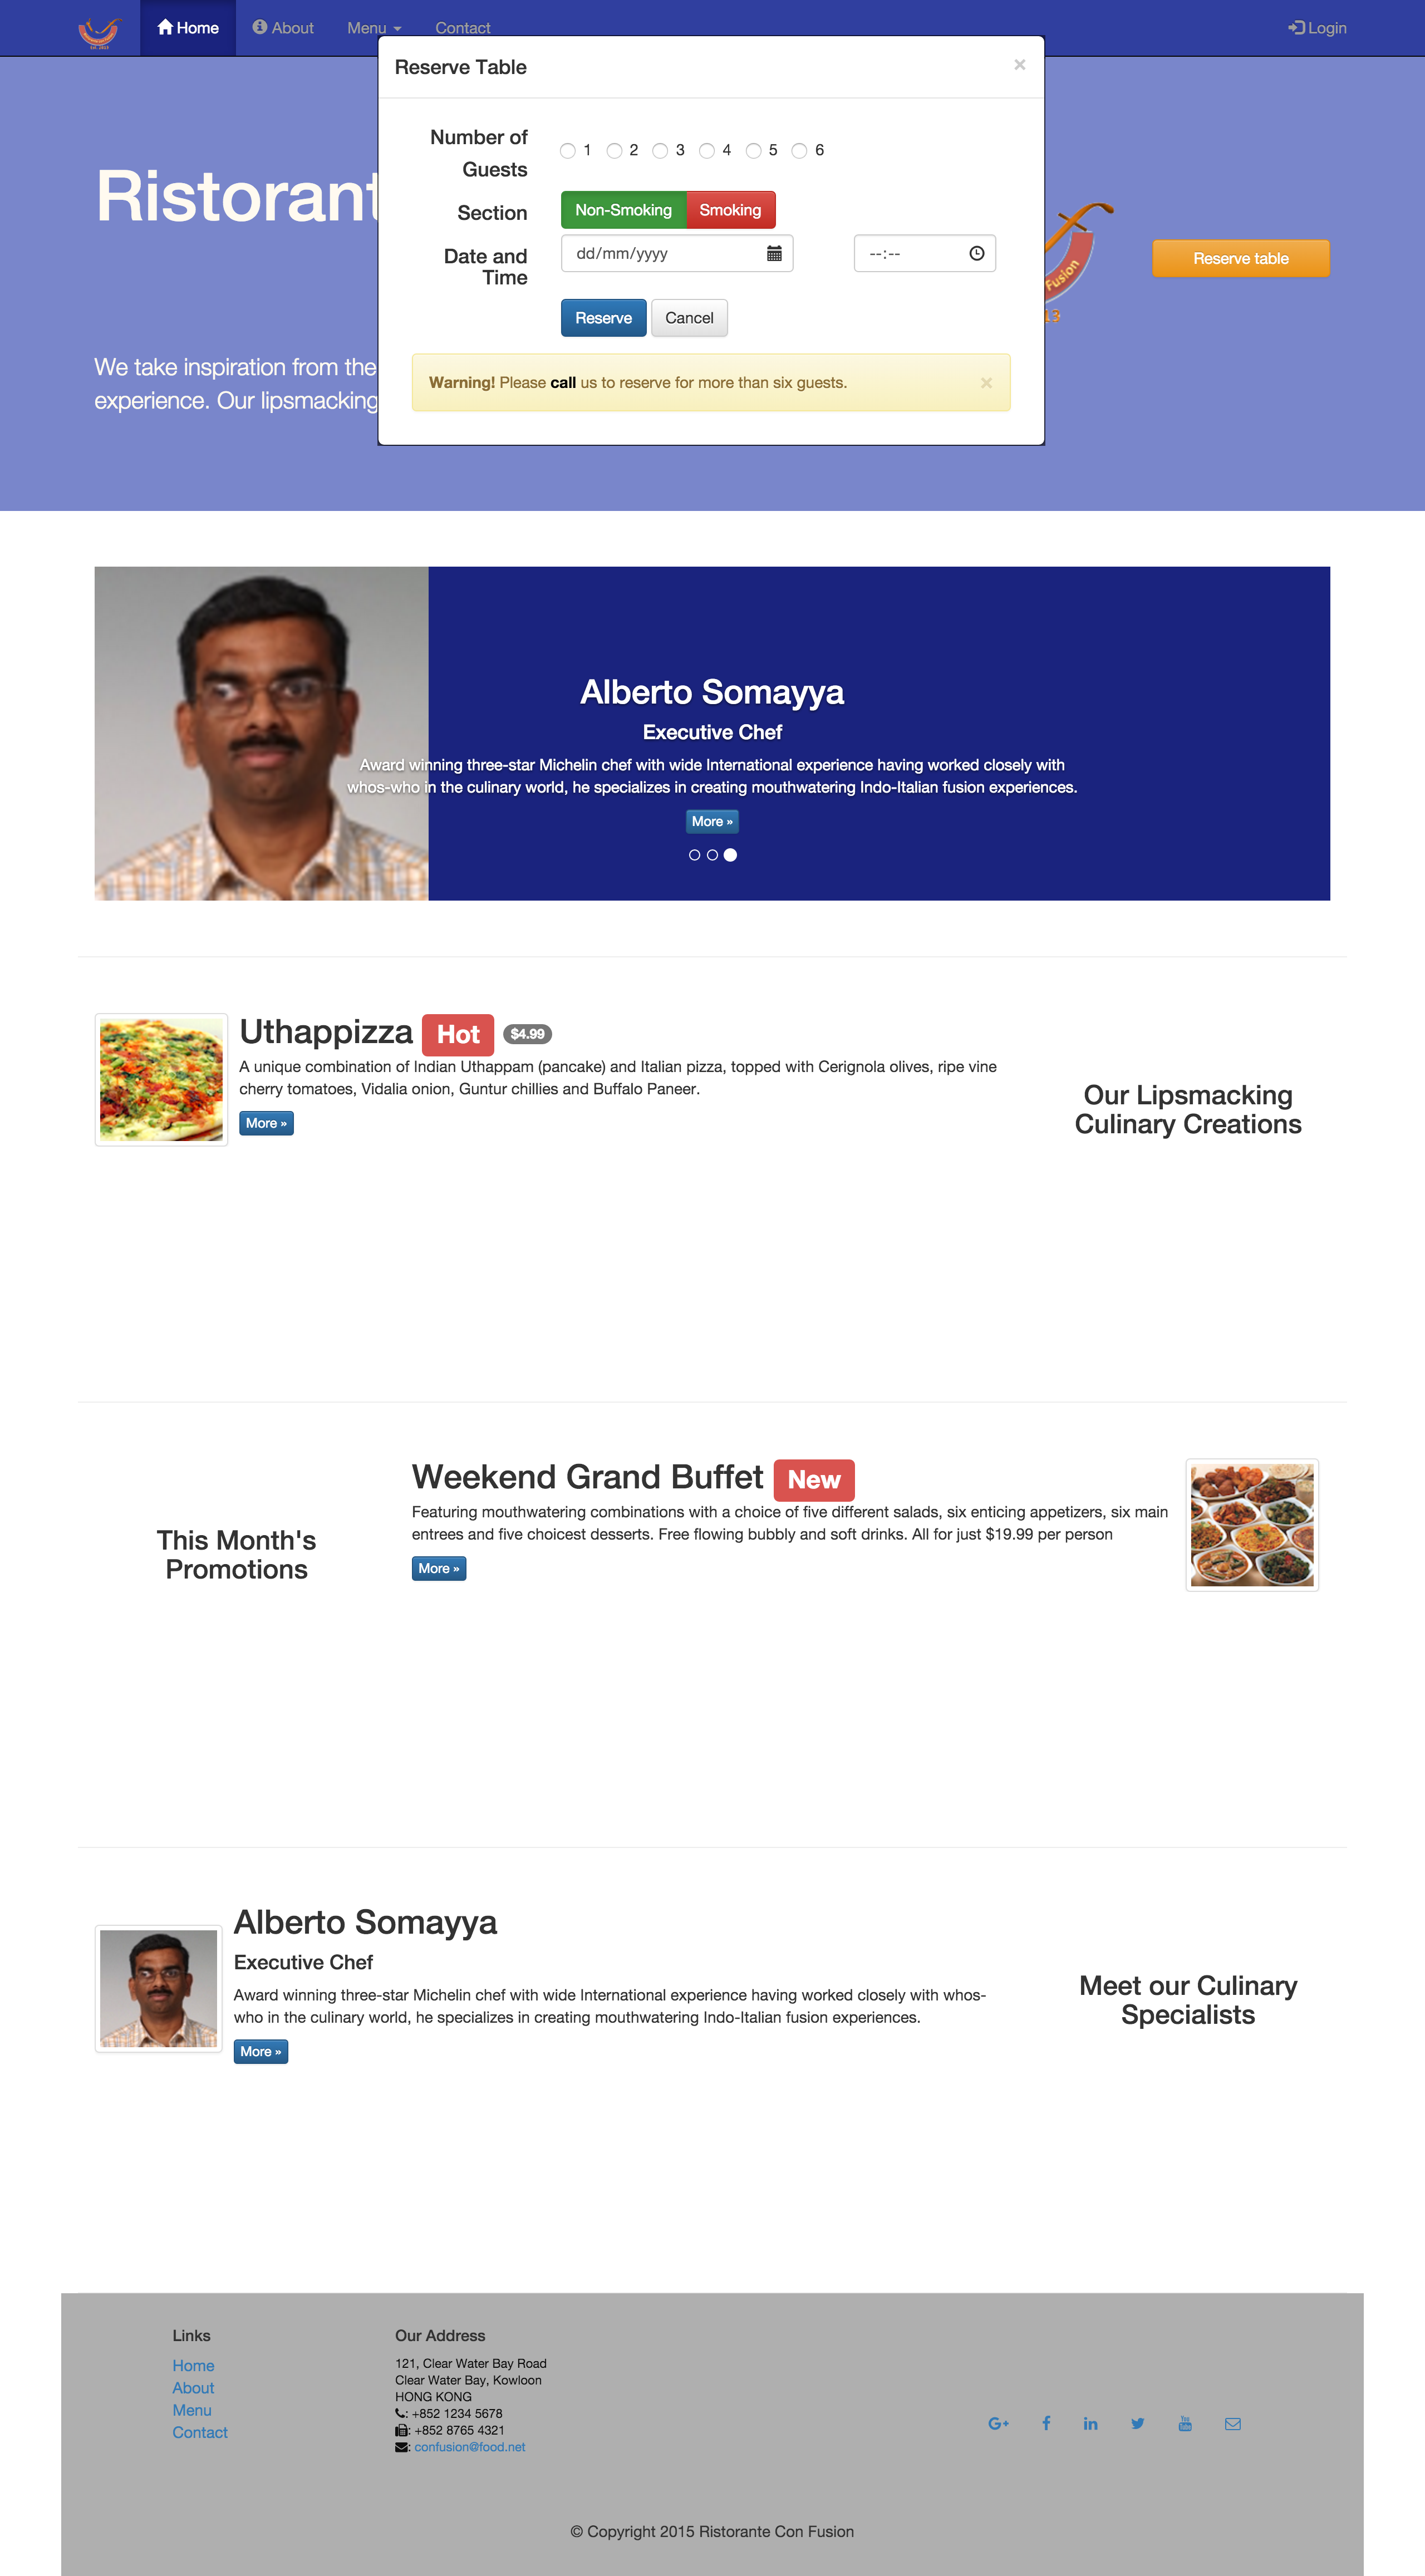 Home
About
Menu
Contact
Login
EST. 2013
Reserve Table
×
Number of
Guests
1 2 3 4 5 6
Section
Non-Smoking
Smoking
Date and
Time
dd/mm/yyyy
--:--
Reserve
Cancel
Warning! Please call us to reserve for more than six guests.
×
Ristorant
Fusion
13
Reserve table
We take inspiration from the
experience. Our lipsmacking
Alberto Somayya
Executive Chef
Award winning three-star Michelin chef with wide International experience having worked closely with
whos-who in the culinary world, he specializes in creating mouthwatering Indo-Italian fusion experiences.
More »
Uthappizza Hot $4.99
A unique combination of Indian Uthappam (pancake) and Italian pizza, topped with Cerignola olives, ripe vine
cherry tomatoes, Vidalia onion, Guntur chillies and Buffalo Paneer.
More »
Our Lipsmacking
Culinary Creations
This Month's
Promotions
Weekend Grand Buffet New
Featuring mouthwatering combinations with a choice of five different salads, six enticing appetizers, six main
entrees and five choicest desserts. Free flowing bubbly and soft drinks. All for just $19.99 per person
More »
Alberto Somayya
Executive Chef
Award winning three-star Michelin chef with wide International experience having worked closely with whos-
who in the culinary world, he specializes in creating mouthwatering Indo-Italian fusion experiences.
More »
Meet our Culinary
Specialists
Links
Home
About
Menu
Contact
Our Address
121, Clear Water Bay Road
Clear Water Bay, Kowloon
HONG KONG
: +852 1234 5678
: +852 8765 4321
: confusion@food.net
© Copyright 2015 Ristorante Con Fusion